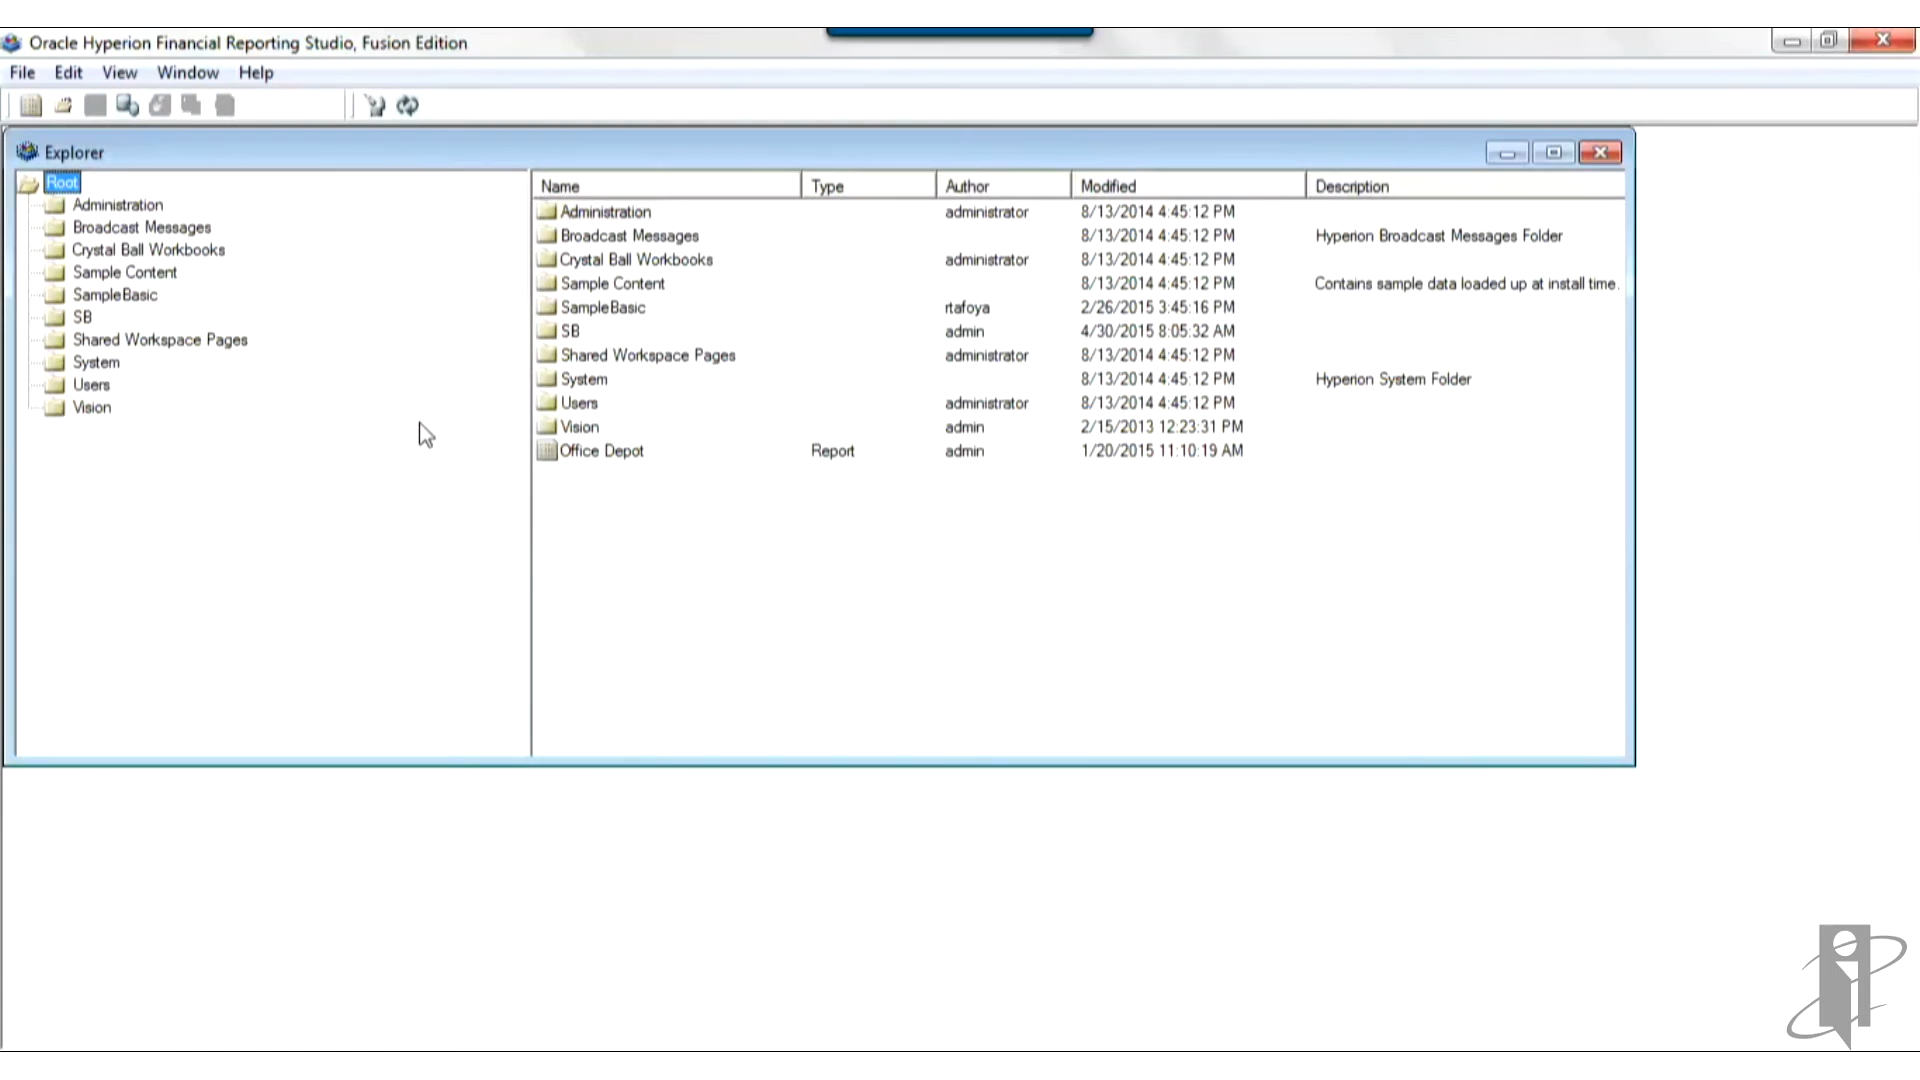 Oracle Hyperion Financial Reporting Studio, Fusion Edition
File Edit View Window Help
Explorer
Root
Administration
Broadcast Messages
Crystal Ball Workbooks
Sample Content
SampleBasic
SB
Shared Workspace Pages
System
Users
Vision
Name Type Author Modified Description
Administration administrator 8/13/2014 4:45:12 PM
Broadcast Messages 8/13/2014 4:45:12 PM Hyperion Broadcast Messages Folder
Crystal Ball Workbooks administrator 8/13/2014 4:45:12 PM
Sample Content 8/13/2014 4:45:12 PM Contains sample data loaded up at install time.
SampleBasic rtafoya 2/26/2015 3:45:16 PM
SB admin 4/30/2015 8:05:32 AM
Shared Workspace Pages administrator 8/13/2014 4:45:12 PM
System 8/13/2014 4:45:12 PM Hyperion System Folder
Users administrator 8/13/2014 4:45:12 PM
Vision admin 2/15/2013 12:23:31 PM
Office Depot Report admin 1/20/2015 11:10:19 AM